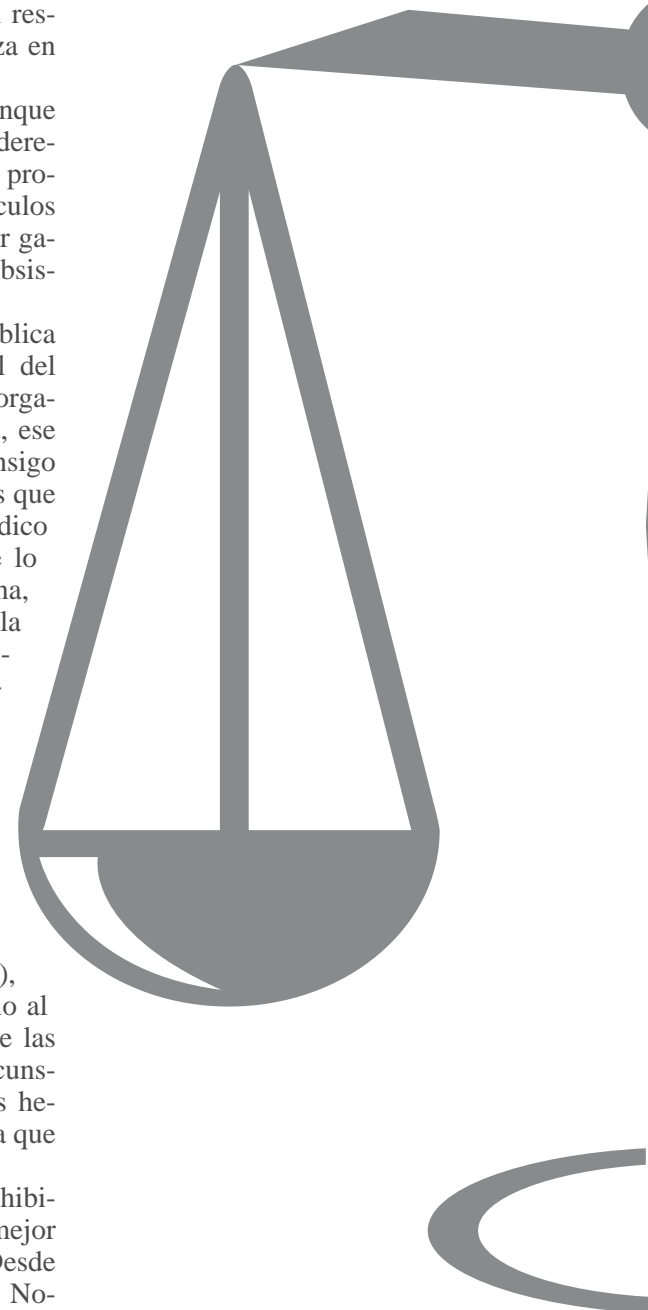 res-
za en
nque
dere-
pro-
culos
r ga-
bsis-
blica
l del
orga-
, ese
nsigo
s que
dico
lo
na,
la
-
),
o al
e las
cuns-
s he-
a que
hibi-
mejor
Desde
No-